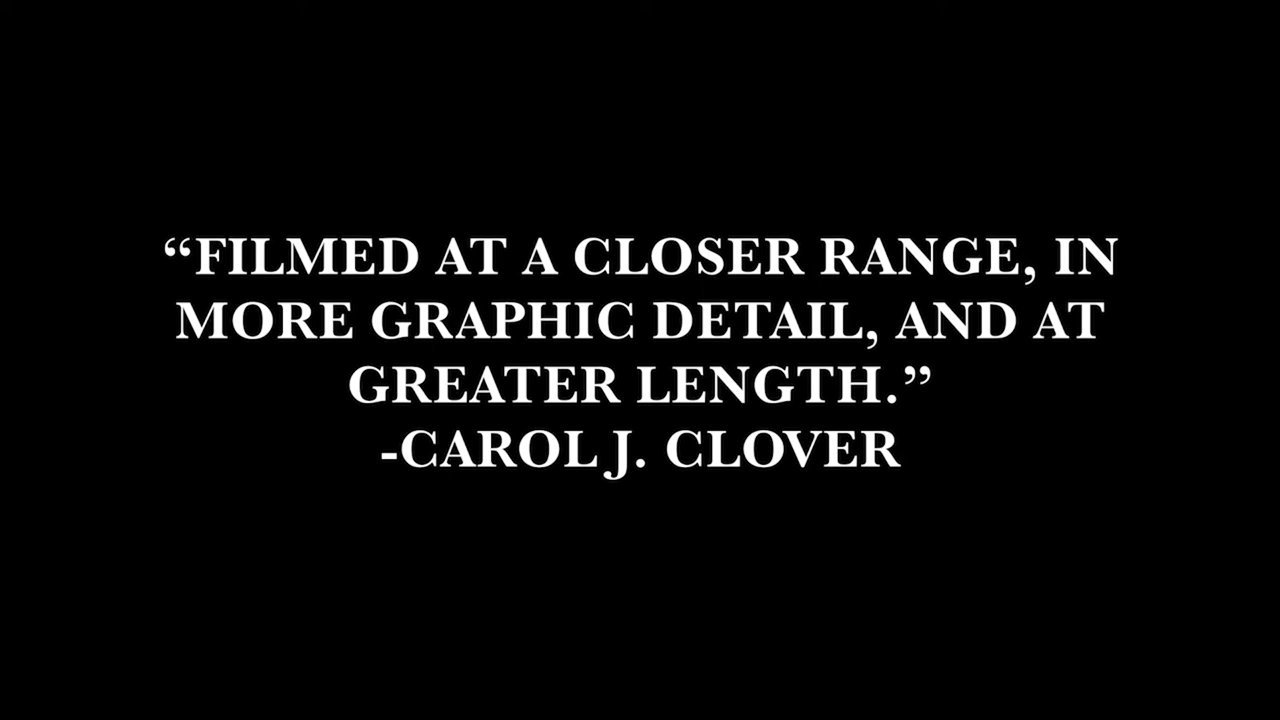 “FILMED AT A CLOSER RANGE, IN
MORE GRAPHIC DETAIL, AND AT
GREATER LENGTH.”
-CAROL J. CLOVER